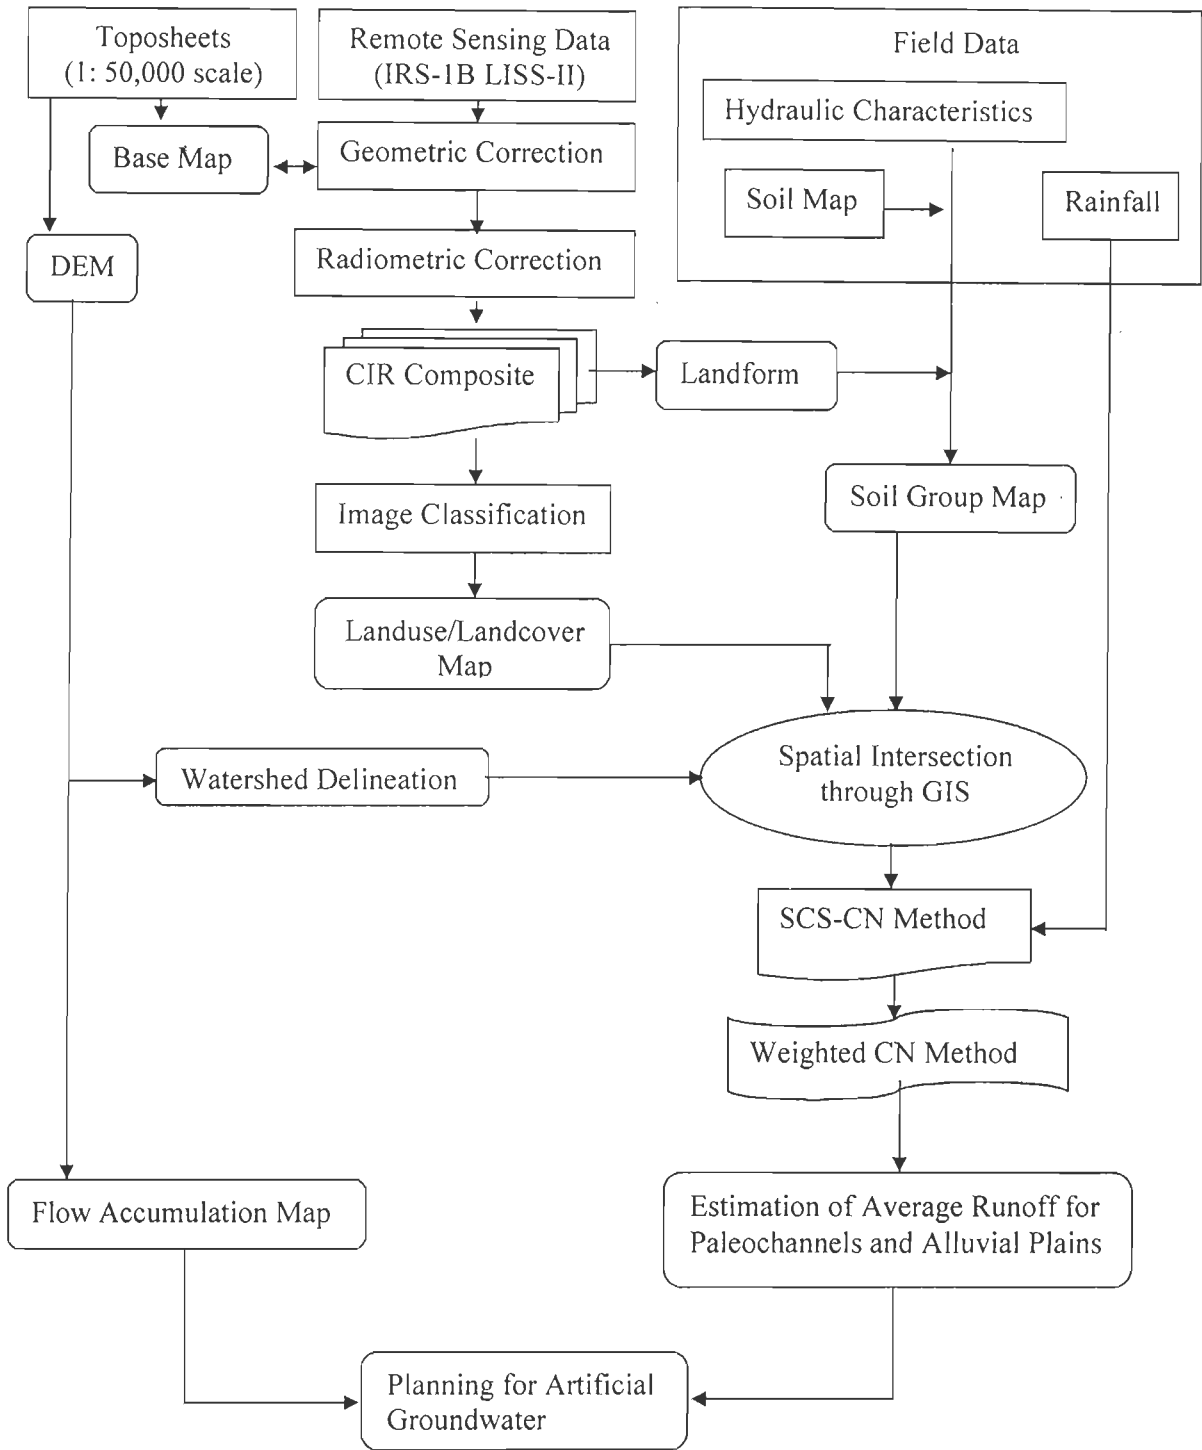 Toposheets
(1: 50,000 scale)
Remote Sensing Data
(IRS-1B LISS-II)
Field Data
Hydraulic Characteristics
Base Map
Geometric Correction
Soil Map
Rainfall
DEM
Radiometric Correction
CIR Composite
Landform
Soil Group Map
Image Classification
Landuse/Landcover
Map
Watershed Delineation
Spatial Intersection
through GIS
SCS-CN Method
Weighted CN Method
Flow Accumulation Map
Estimation of Average Runoff for
Paleochannels and Alluvial Plains
Planning for Artificial
Groundwater